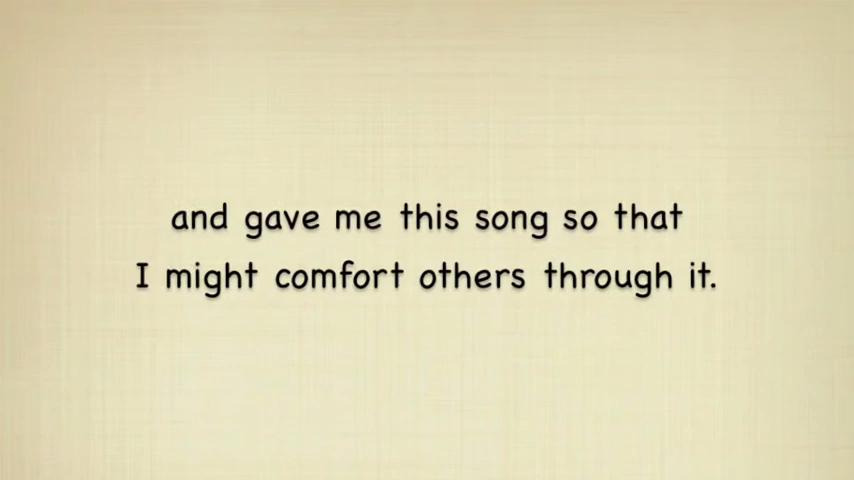 and gave me this song so that
I might comfort others through it.